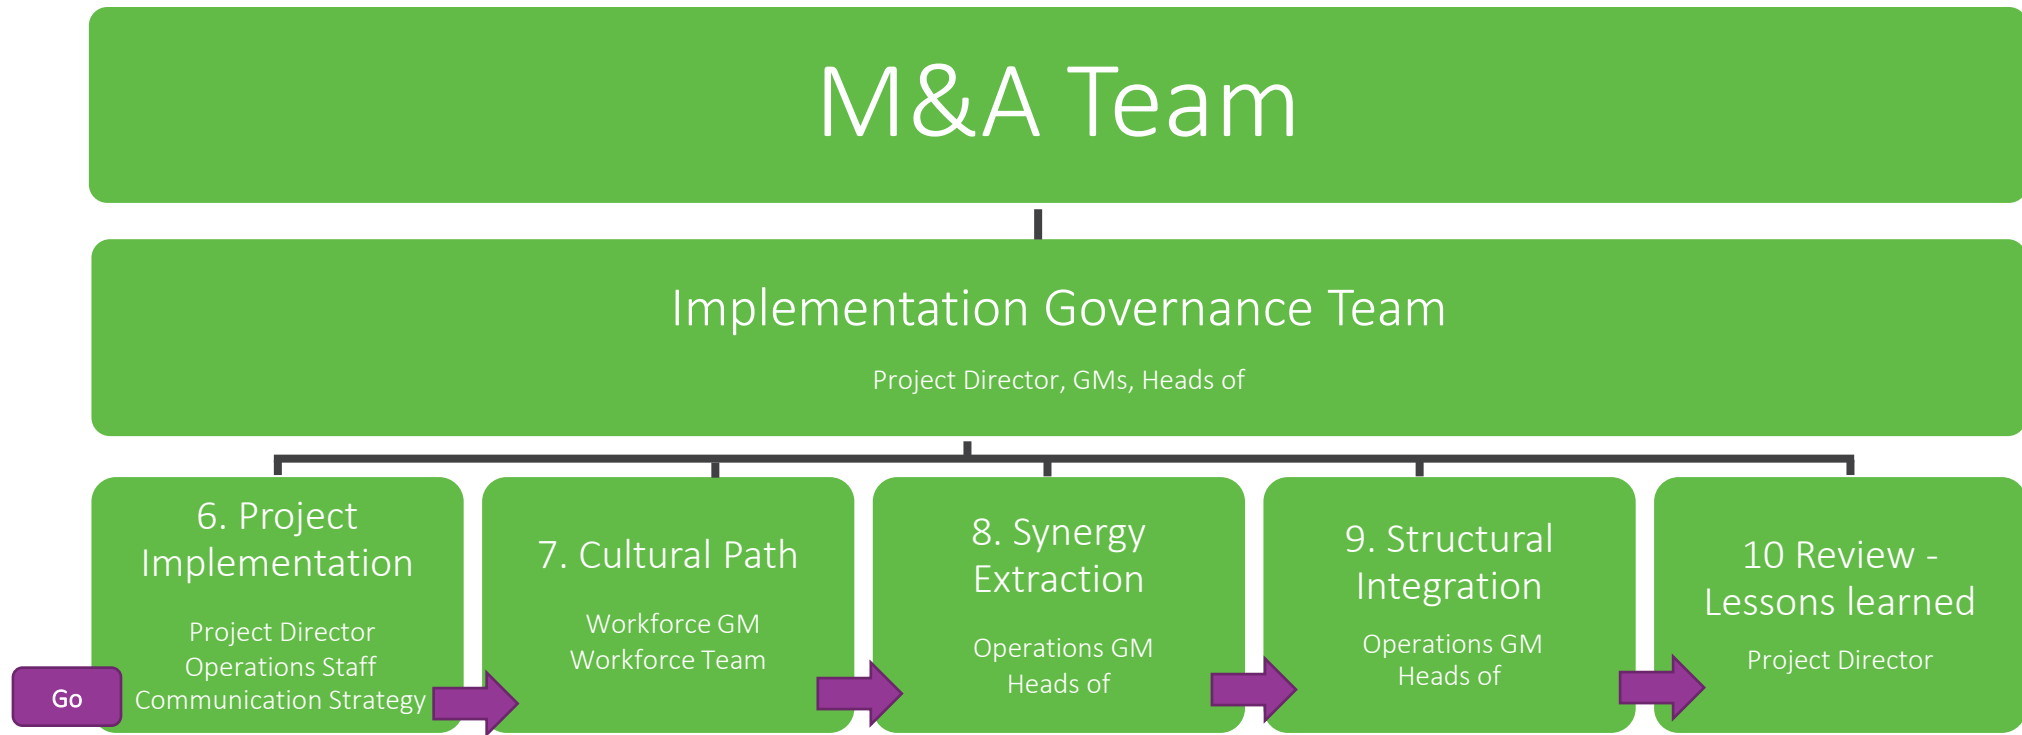 M&A Team
Implementation Governance Team
Project Director, GMs, Heads of
6. Project
Implementation
Project Director
Operations Staff
Communication Strategy
Go
7. Cultural Path
Workforce GM
Workforce Team
8. Synergy
Extraction
Operations GM
Heads of
9. Structural
Integration
Operations GM
Heads of
10 Review -
Lessons learned
Project Director